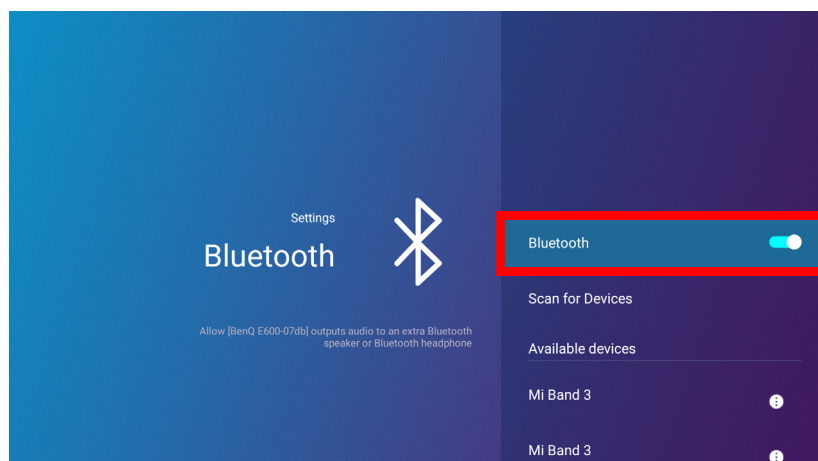 Settings
Bluetooth
Allow [BenQ E600-07db] outputs audio to an extra Bluetooth
speaker or Bluetooth headphone
Bluetooth
Scan for Devices
Available devices
Mi Band 3
Mi Band 3